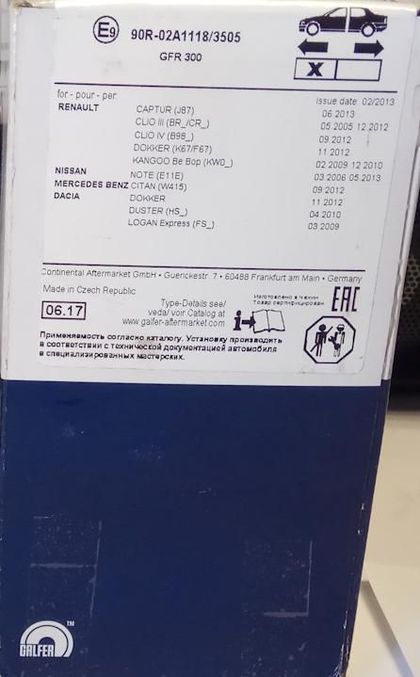 E9 90R-02A1118/3505
GFR 300
X
for - pour - per: issue date: 02/2013
RENAULT CAPTUR (J87) 06 2013
CLIO III (BR_/CR_) 05 2005 12 2012
CLIO IV (B98_) 09 2012
DOKKER (K67/F67) 11 2012
KANGOO Be Bop (KW0_) 02 2009 12 2010
NISSAN NOTE (E11E) 03 2006 05 2013
MERCEDES BENZ CITAN (W415) 09 2012
DACIA DOKKER 11 2012
DUSTER (HS_) 04 2010
LOGAN Express (FS_) 03 2009
Continental Aftermarket GmbH • Guerickestr. 7 • 60488 Frankfurt am Main • Germany
Made in Czech Republic
Изготовлено в Чехии
Товар сертифицирован
EAC
06.17
Type-Details see/
veda/ voir Catalog at
www.galfer-aftermarket.com
i
Применяемость согласно каталогу. Установку производить
в соответствии с технической документацией автомобиля
в специализированных мастерских.
GALFER TM